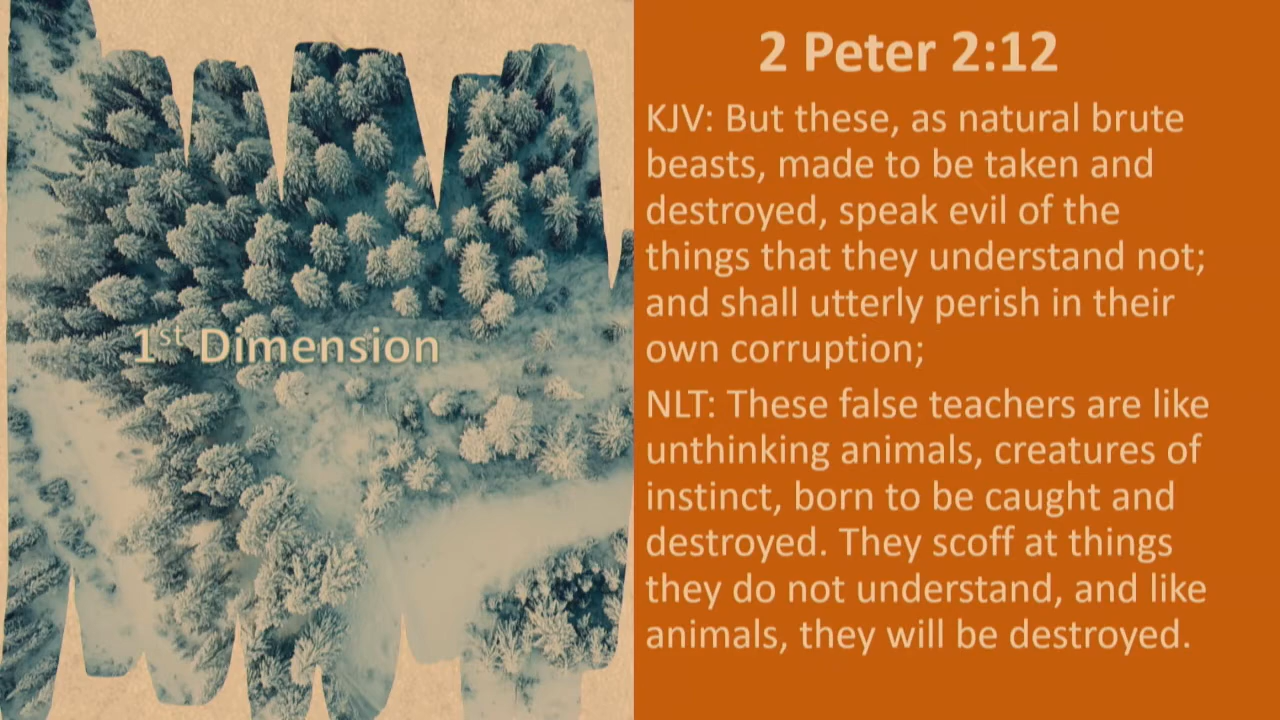 1st Dimension
2 Peter 2:12
KJV: But these, as natural brute
beasts, made to be taken and
destroyed, speak evil of the
things that they understand not;
and shall utterly perish in their
own corruption;
NLT: These false teachers are like
unthinking animals, creatures of
instinct, born to be caught and
destroyed. They scoff at things
they do not understand, and like
animals, they will be destroyed.